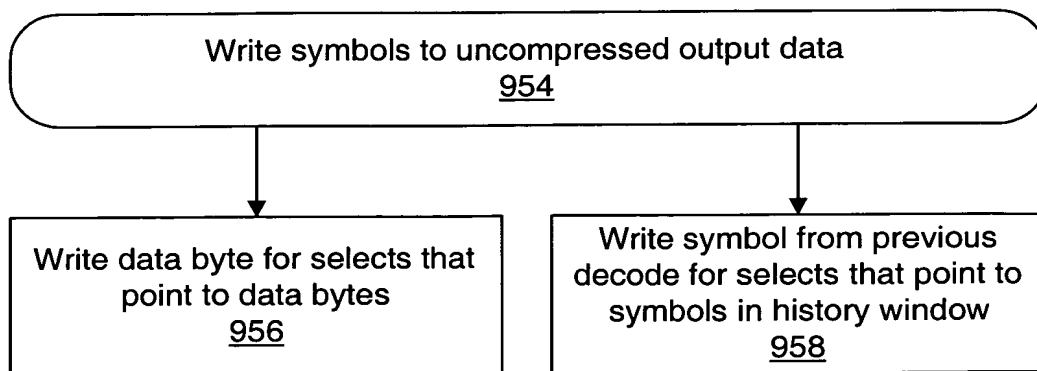 Write symbols to uncompressed output data
954
Write data byte for selects that
point to data bytes
956
Write symbol from previous
decode for selects that point to
symbols in history window
958